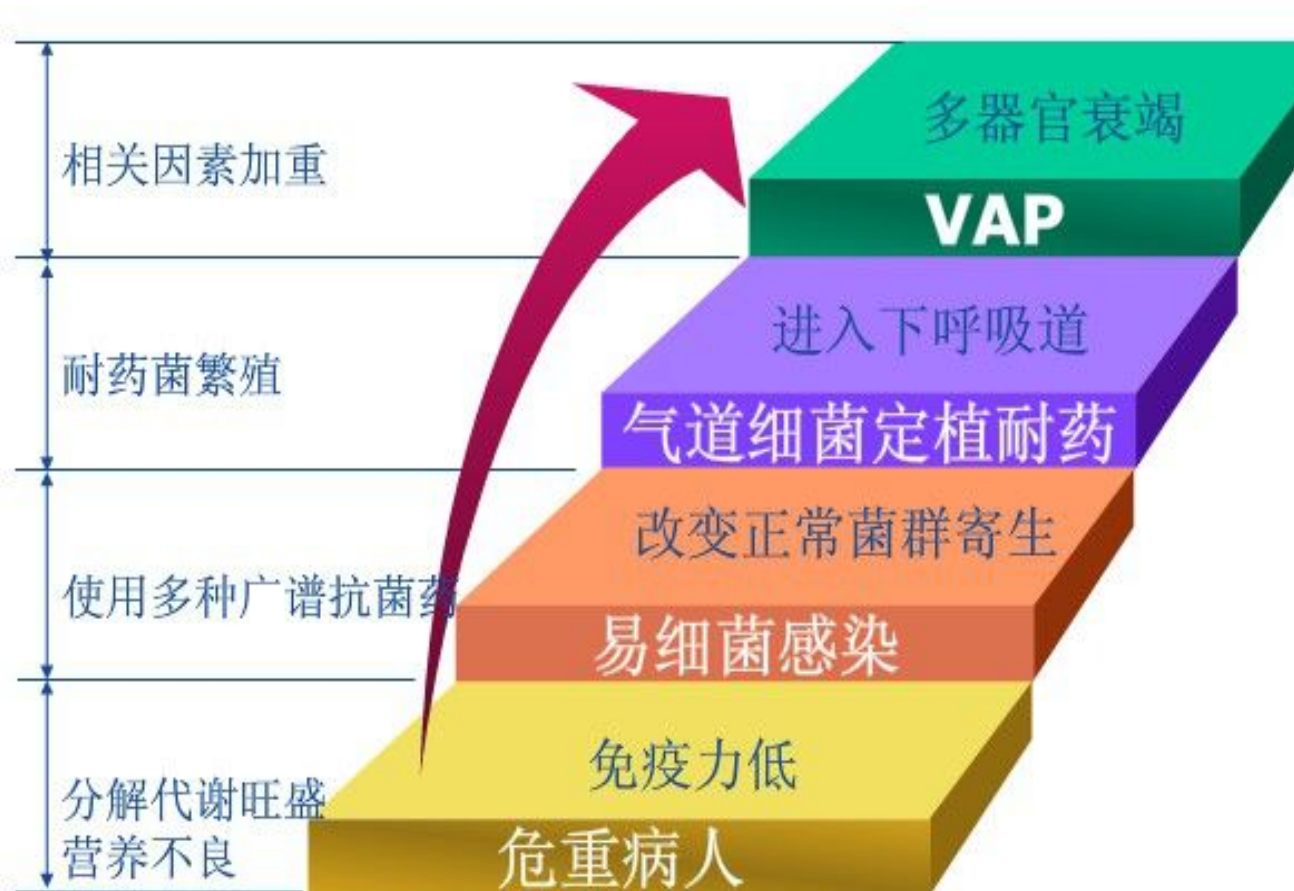 多器官衰竭
相关因素加重
VAP
进入下呼吸道
耐药菌繁殖
气道细菌定植耐药
改变正常菌群寄生
使用多种广谱抗菌药
易细菌感染
免疫力低
分解代谢旺盛
营养不良
危重病人